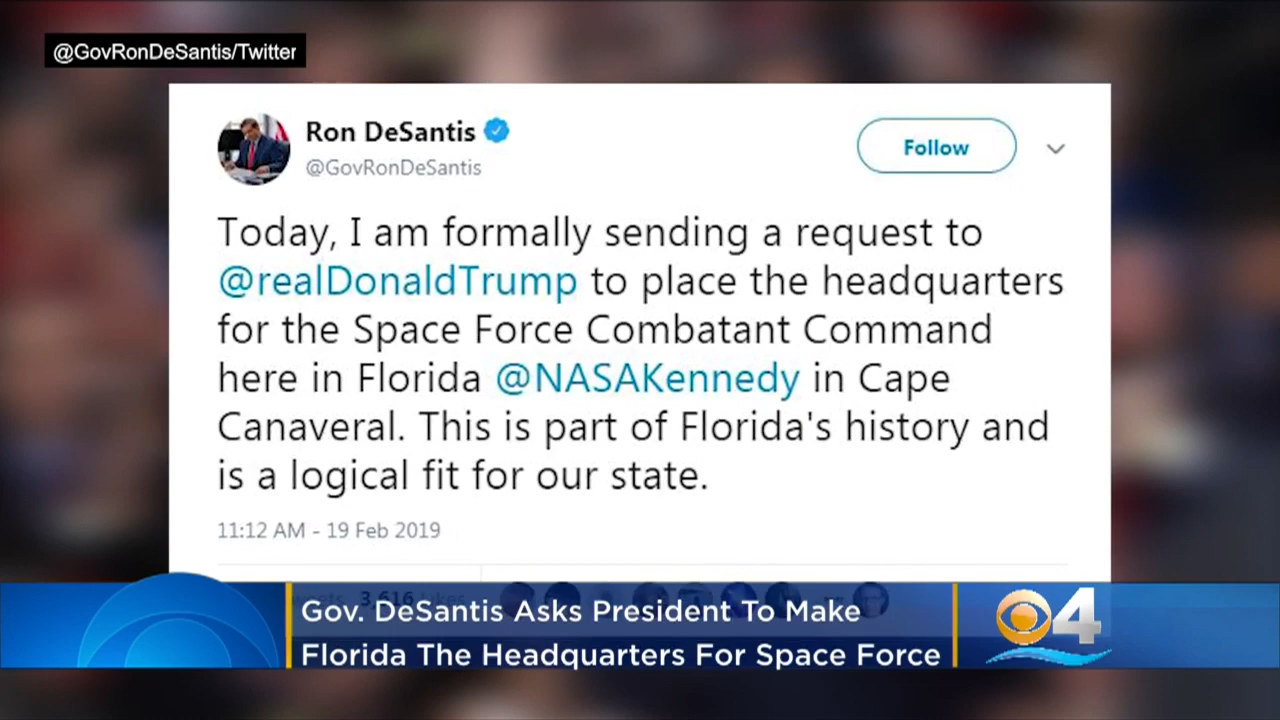 @GovRonDeSantis/Twitter
Ron DeSantis
@GovRonDeSantis
Follow
Today, I am formally sending a request to
@realDonaldTrump to place the headquarters
for the Space Force Combatant Command
here in Florida @NASAKennedy in Cape
Canaveral. This is part of Florida's history and
is a logical fit for our state.
11:12 AM - 19 Feb 2019
3,616
Gov. DeSantis Asks President To Make
Florida The Headquarters For Space Force
4